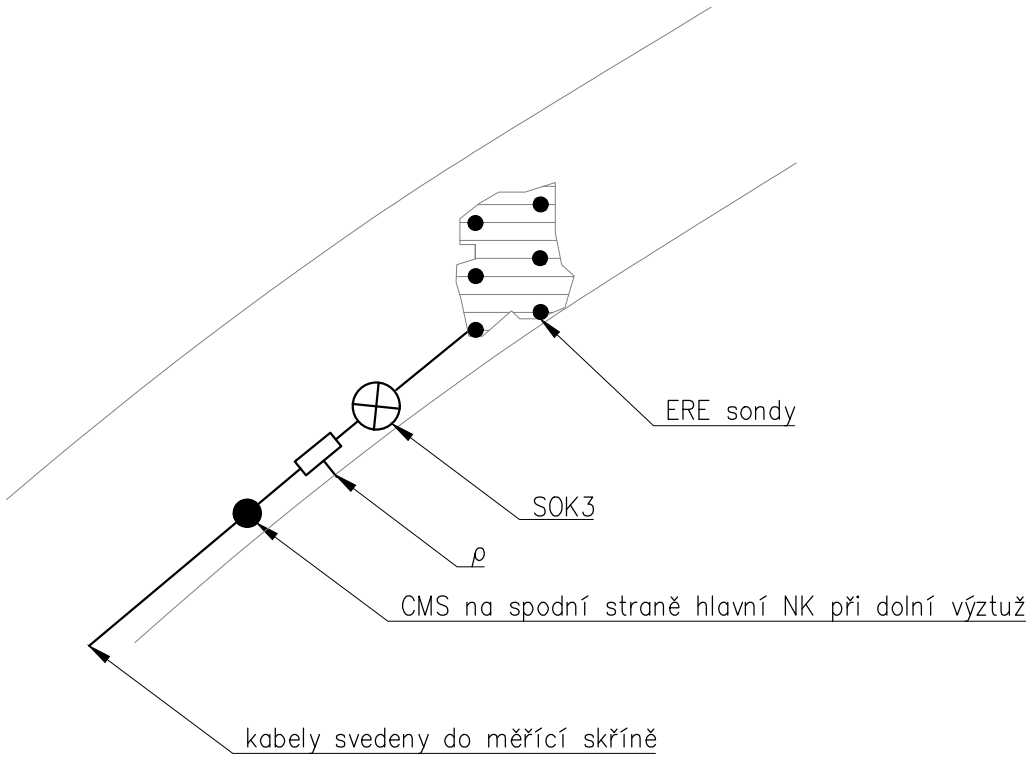 ERE sondy
SOK3
ρ
CMS na spodní straně hlavní NK při dolní výztuž
kabely svedeny do měřící skříně